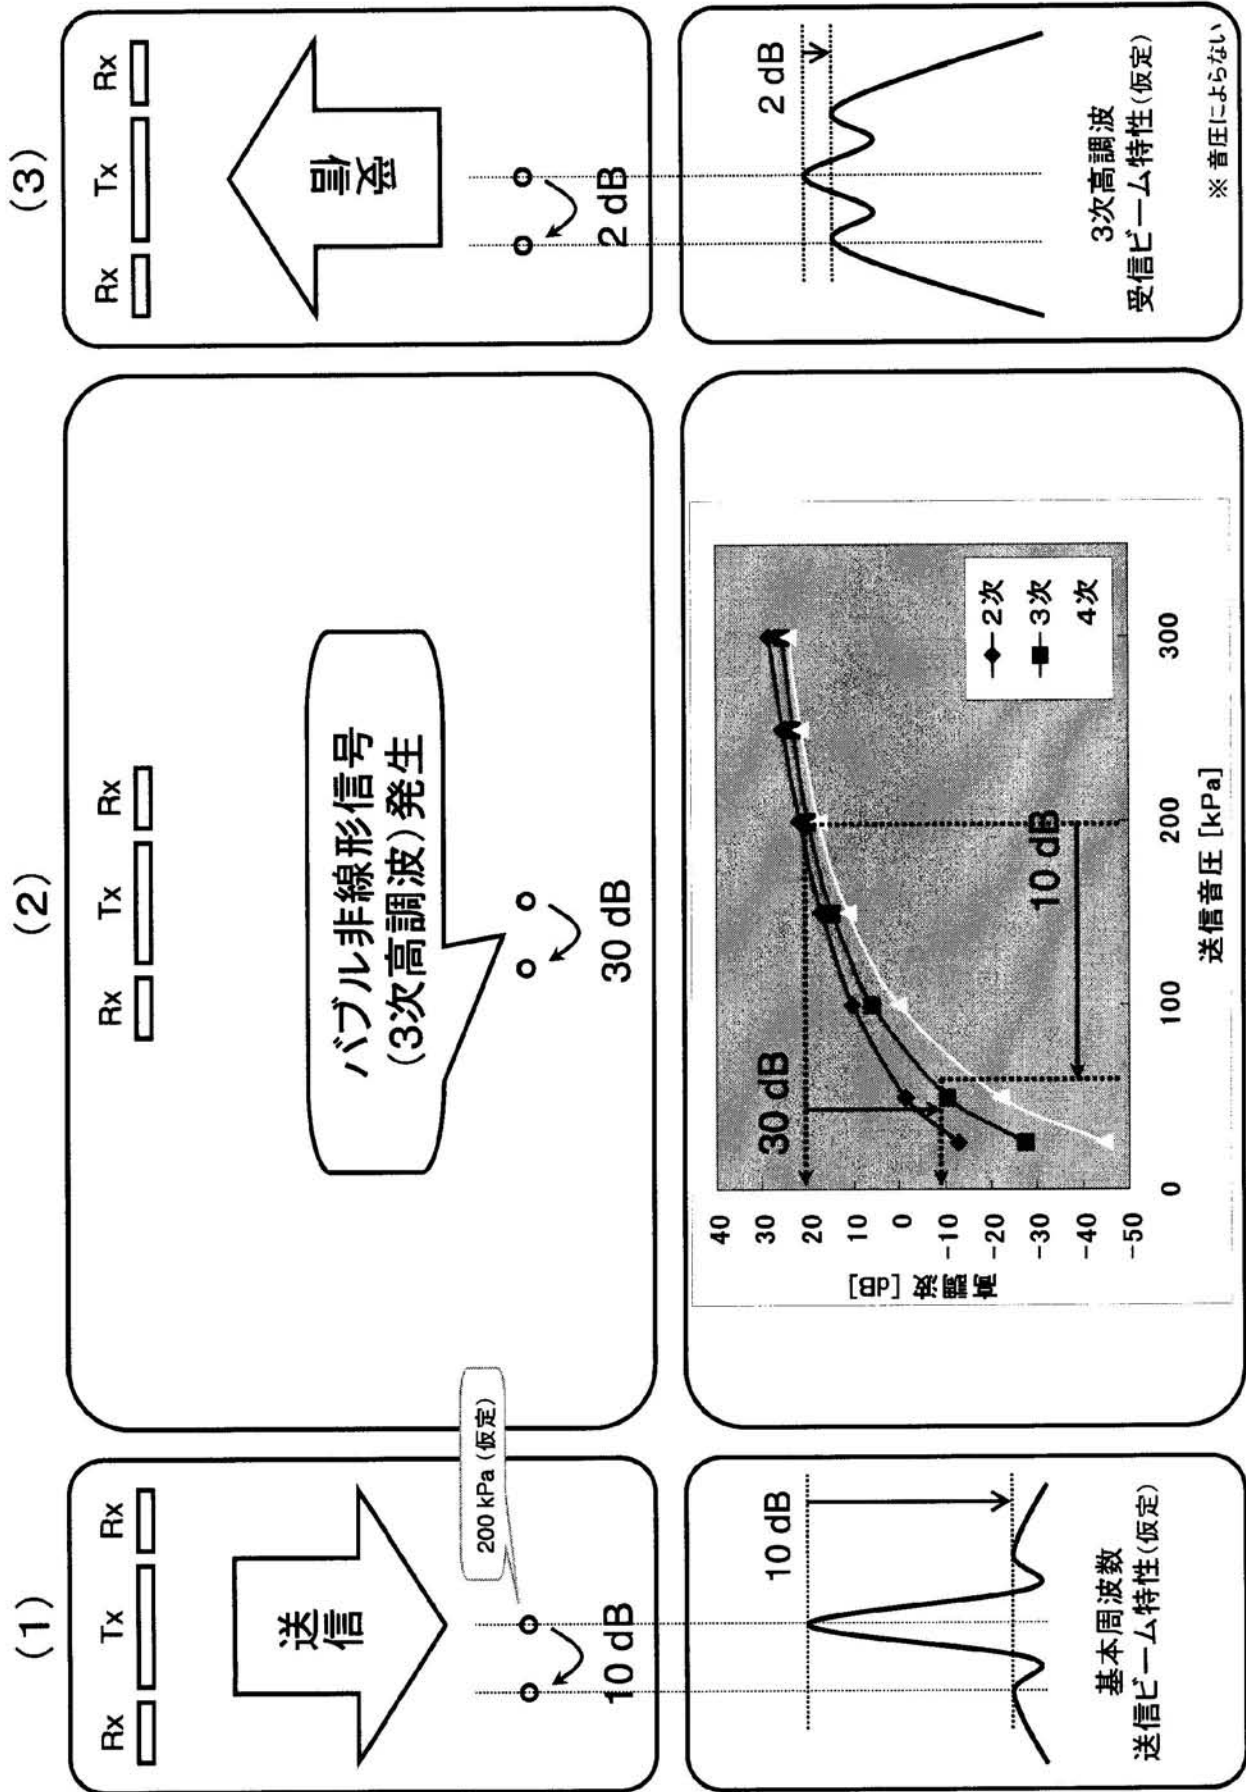 (1)
Rx
Tx
Rx
送信
200 kPa (仮定)
10 dB
10 dB
基本周波数
送信ビーム特性(仮定)
(2)
Rx
Tx
Rx
バブル非線形信号
(3次高調波)発生
30 dB
40
30
20
10
0
-10
-20
-30
-40
-50
高調波 [dB]
30 dB
10 dB
2次
3次
4次
0
100
200
300
送信音圧 [kPa]
(3)
Rx
Tx
Rx
受信
2 dB
2 dB
3次高調波
受信ビーム特性(仮定)
※ 音圧によらない